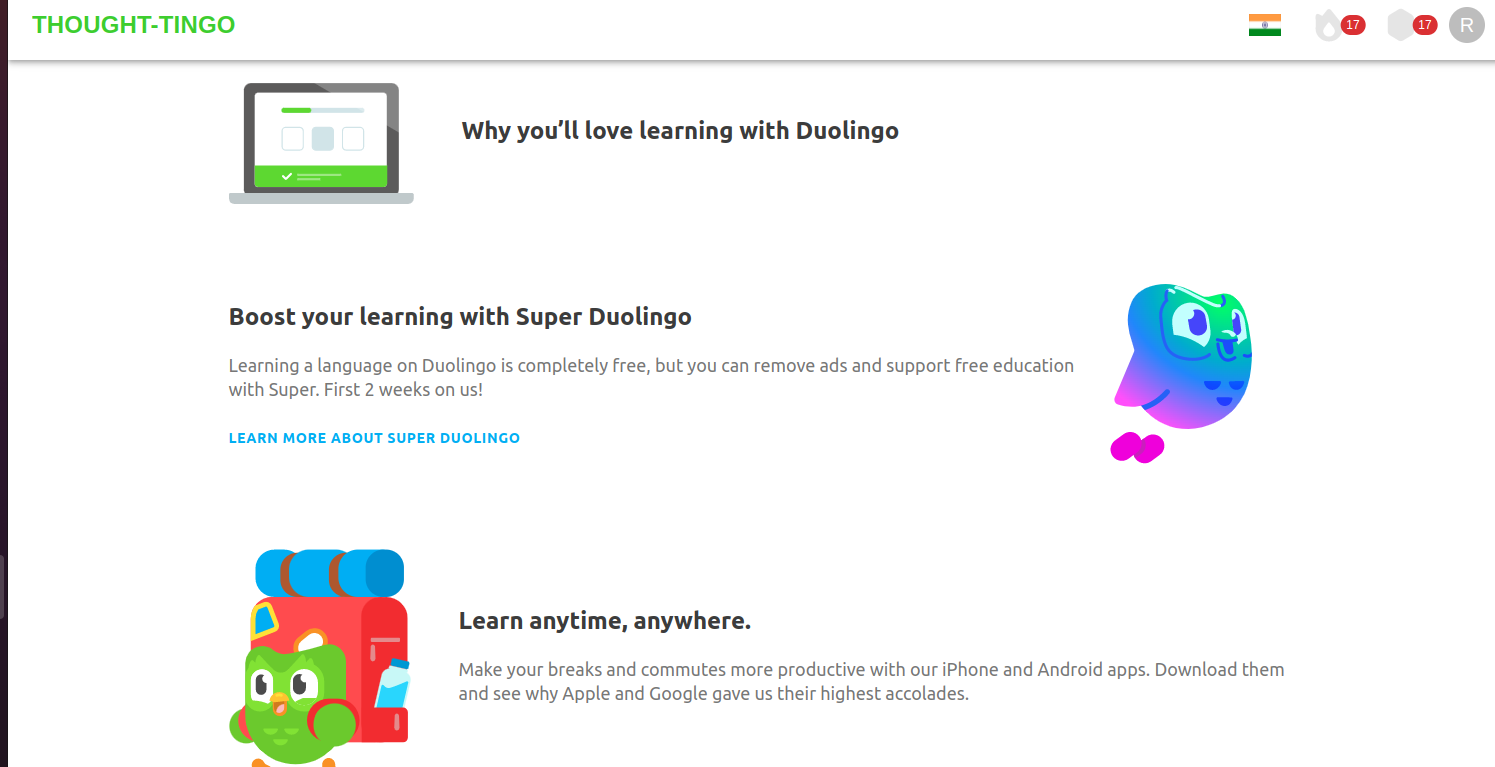 THOUGHT-TINGO
17
17
R
Why you’ll love learning with Duolingo
Boost your learning with Super Duolingo
Learning a language on Duolingo is completely free, but you can remove ads and support free education
with Super. First 2 weeks on us!
LEARN MORE ABOUT SUPER DUOLINGO
Learn anytime, anywhere.
Make your breaks and commutes more productive with our iPhone and Android apps. Download them
and see why Apple and Google gave us their highest accolades.